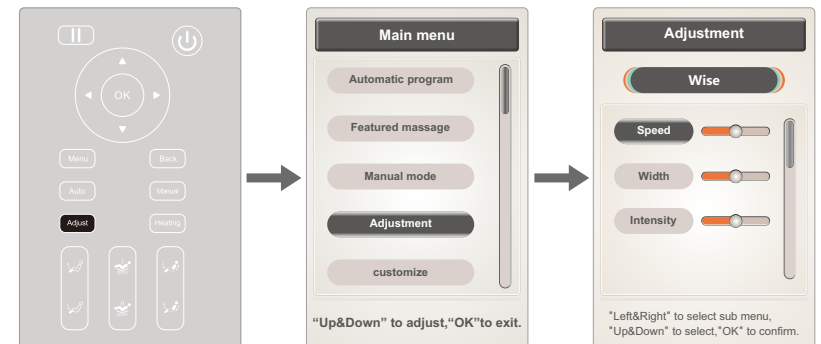 OK
Menu
Back
Auto
Manual
Adjust
Heating
Main menu
Automatic program
Featured massage
Manual mode
Adjustment
customize
“Up&Down” to adjust,“OK”to exit.
Adjustment
Wise
Speed
Width
Intensity
"Left&Right" to select sub menu,
"Up&Down" to select,"OK" to confirm.